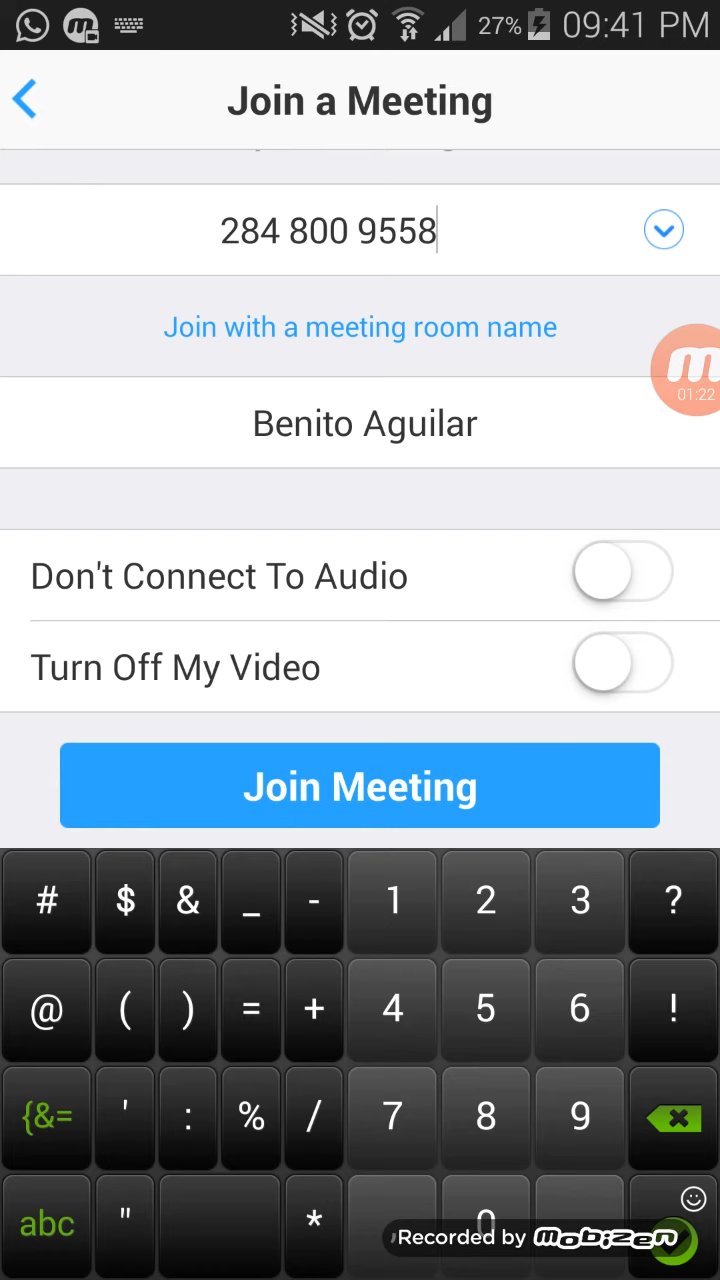 27% 09:41 PM
Join a Meeting
284 800 9558
Join with a meeting room name
01:22
Benito Aguilar
Don't Connect To Audio
Turn Off My Video
Join Meeting
# $ & _ - 1 2 3 ?
@ ( ) = + 4 5 6 !
{&= ' : % / 7 8 9
abc " * , 0
Recorded by mobizen